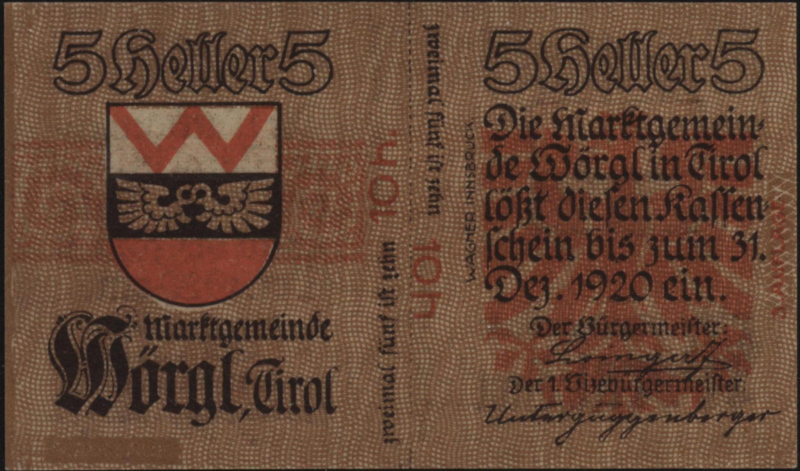 5 Heller 5
W
Marktgemeinde
Wörgl, Tirol
zweimal fünf ist zehn
10 h.
zweimal fünf ist zehn
10 h.
WAGNER INNSBRUCK
5 Heller 5
Die Marktgemein-
de Wörgl in Tirol
lößt diesen Kassen-
schein bis zum 31.
Dez. 1920 ein.
Der Bürgermeister:
Der 1. Vizebürgermeister
Unterguggenberger